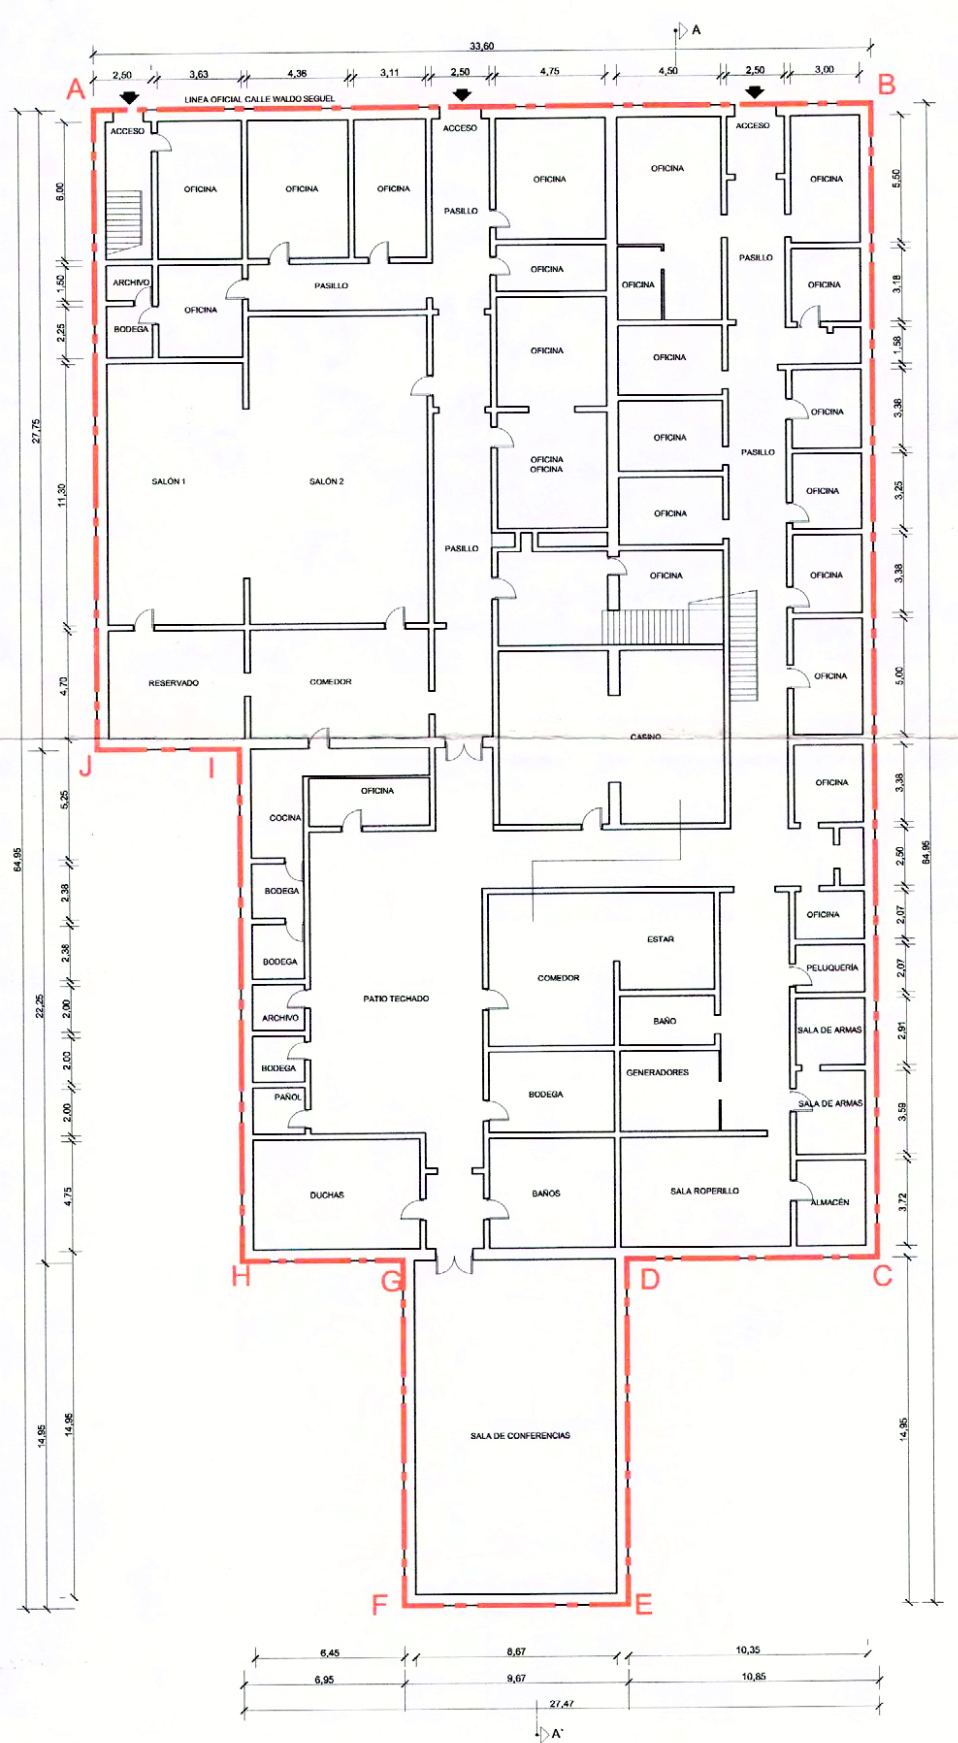 A
33,60
2,50 3,63 4,36 3,11 2,50 4,75 4,50 2,50 3,00
A B
LINEA OFICIAL CALLE WALDO SEGUEL
ACCESO ACCESO ACCESO
OFICINA OFICINA OFICINA OFICINA OFICINA OFICINA
6,00 5,50
PASILLO
PASILLO
ARCHIVO PASILLO OFICINA OFICINA OFICINA
1,50 3,18
OFICINA
BODEGA
2,25 1,58
OFICINA OFICINA
27,75 3,38
OFICINA
OFICINA
PASILLO
OFICINA
OFICINA
SALÓN 1 SALÓN 2 OFICINA
11,30 3,25
OFICINA
PASILLO
OFICINA OFICINA
3,38
RESERVADO COMEDOR OFICINA
4,70 5,00
CASINO
J I
OFICINA OFICINA
5,25 3,38
COCINA
64,95 2,50 64,95
BODEGA
2,38
OFICINA
2,07
ESTAR
BODEGA COMEDOR PELUQUERÍA
2,38 2,07
PATIO TECHADO
22,25 2,00
ARCHIVO BAÑO SALA DE ARMAS
2,91
BODEGA GENERADORES
2,00
PAÑOL BODEGA SALA DE ARMAS
2,00 3,59
DUCHAS BAÑOS SALA ROPERILLO ALMACÉN
4,75 3,72
H G D C
14,95 14,95 14,95
SALA DE CONFERENCIAS
F E
6,45 8,67 10,35
6,95 9,67 10,85
27,47
A'